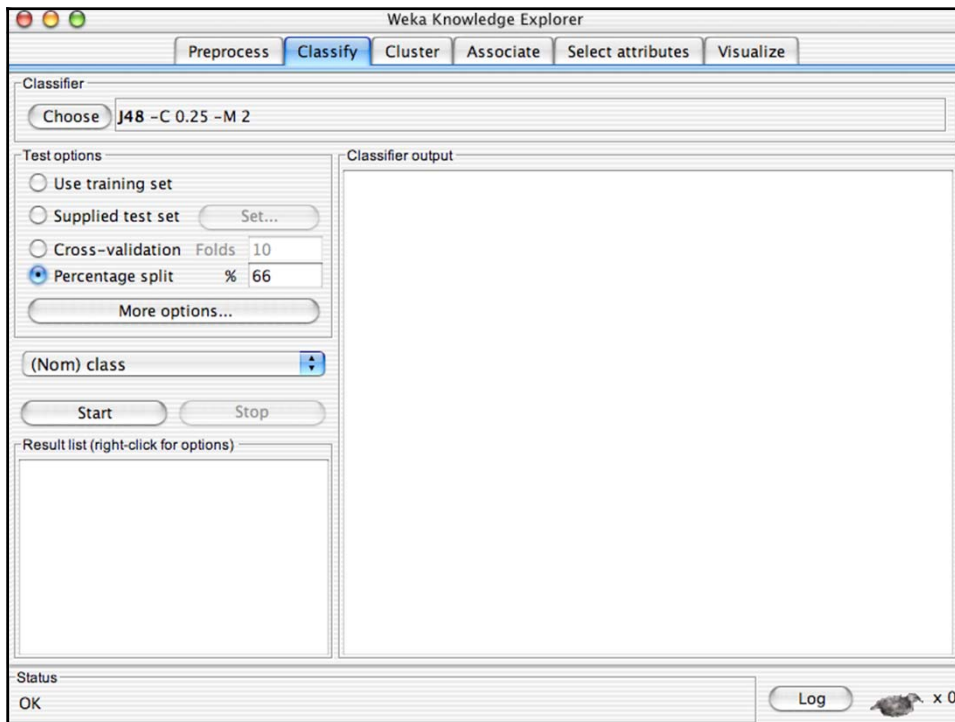 Weka Knowledge Explorer
Preprocess Classify Cluster Associate Select attributes Visualize
Classifier
Choose J48 -C 0.25 -M 2
Test options
Use training set
Supplied test set Set...
Cross-validation Folds 10
Percentage split % 66
More options...
(Nom) class
Start Stop
Result list (right-click for options)
Classifier output
Status
OK
Log x 0